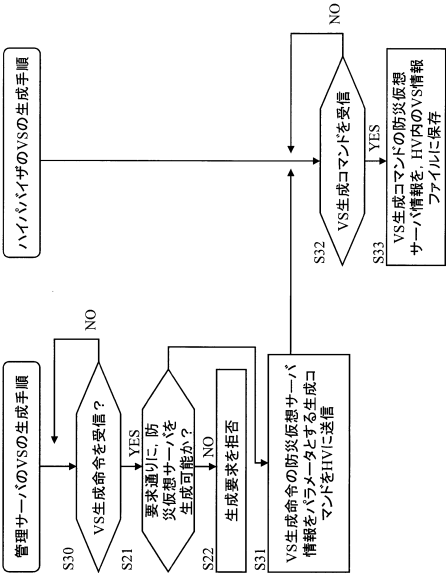 管理サーバのVSの生成手順
S30
VS生成命令を受信？
NO
YES
S21
要求通りに，防
災仮想サーバを
生成可能か？
NO
S22
生成要求を拒否
S31
VS生成命令の防災仮想サーバ
情報をパラメータとする生成コ
マンドをHVに送信
ハイパバイザのVSの生成手順
S32
VS生成コマンドを受信
NO
YES
S33
VS生成コマンドの防災仮想
サーバ情報を，HV内のVS情報
ファイルに保存